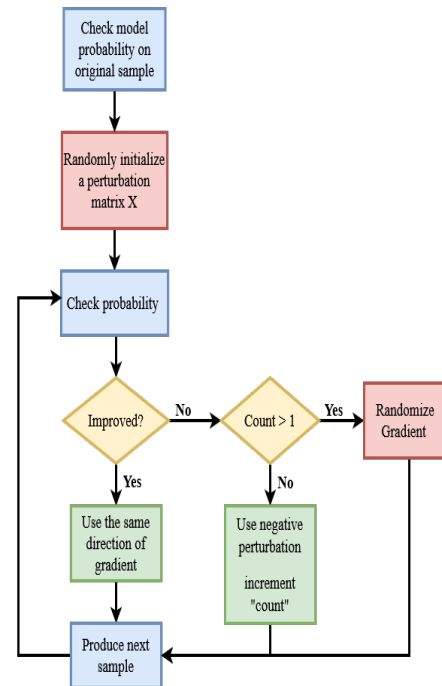 Check model
probability on
original sample
Randomly initialize
a perturbation
matrix X
Check probability
Improved?
No
Count > 1
Yes
Randomize
Gradient
Yes
No
Use the same
direction of
gradient
Use negative
perturbation
increment
"count"
Produce next
sample